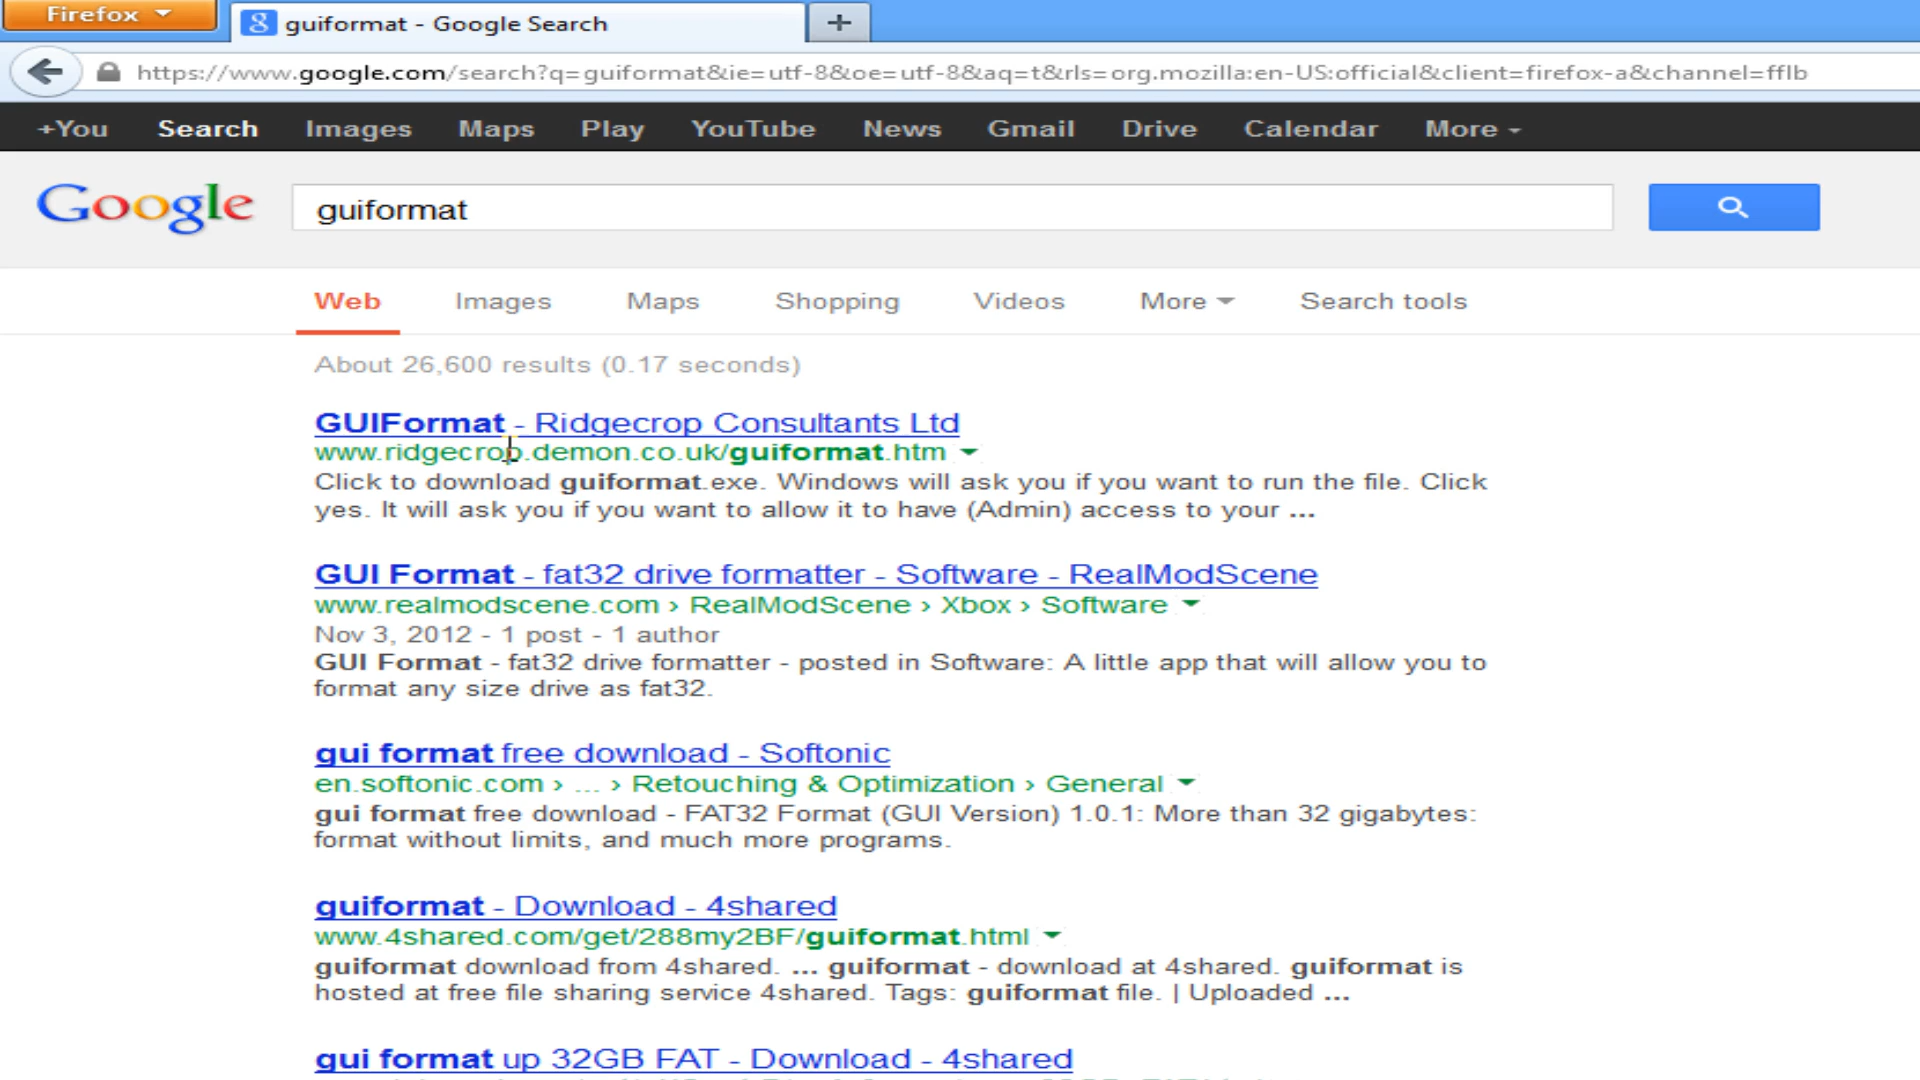 Firefox
guiformat - Google Search
https://www.google.com/search?q=guiformat&ie=utf-8&oe=utf-8&aq=t&rls=org.mozilla:en-US:official&client=firefox-a&channel=fflb
+You Search Images Maps Play YouTube News Gmail Drive Calendar More
Google
guiformat
Web Images Maps Shopping Videos More Search tools
About 26,600 results (0.17 seconds)
GUIFormat - Ridgecrop Consultants Ltd
www.ridgecrop.demon.co.uk/guiformat.htm
Click to download guiformat.exe. Windows will ask you if you want to run the file. Click
yes. It will ask you if you want to allow it to have (Admin) access to your ...
GUI Format - fat32 drive formatter - Software - RealModScene
www.realmodscene.com › RealModScene › Xbox › Software
Nov 3, 2012 - 1 post - 1 author
GUI Format - fat32 drive formatter - posted in Software: A little app that will allow you to
format any size drive as fat32.
gui format free download - Softonic
en.softonic.com › ... › Retouching & Optimization › General
gui format free download - FAT32 Format (GUI Version) 1.0.1: More than 32 gigabytes:
format without limits, and much more programs.
guiformat - Download - 4shared
www.4shared.com/get/288my2BF/guiformat.html
guiformat download from 4shared. ... guiformat - download at 4shared. guiformat is
hosted at free file sharing service 4shared. Tags: guiformat file. | Uploaded ...
gui format up 32GB FAT - Download - 4shared